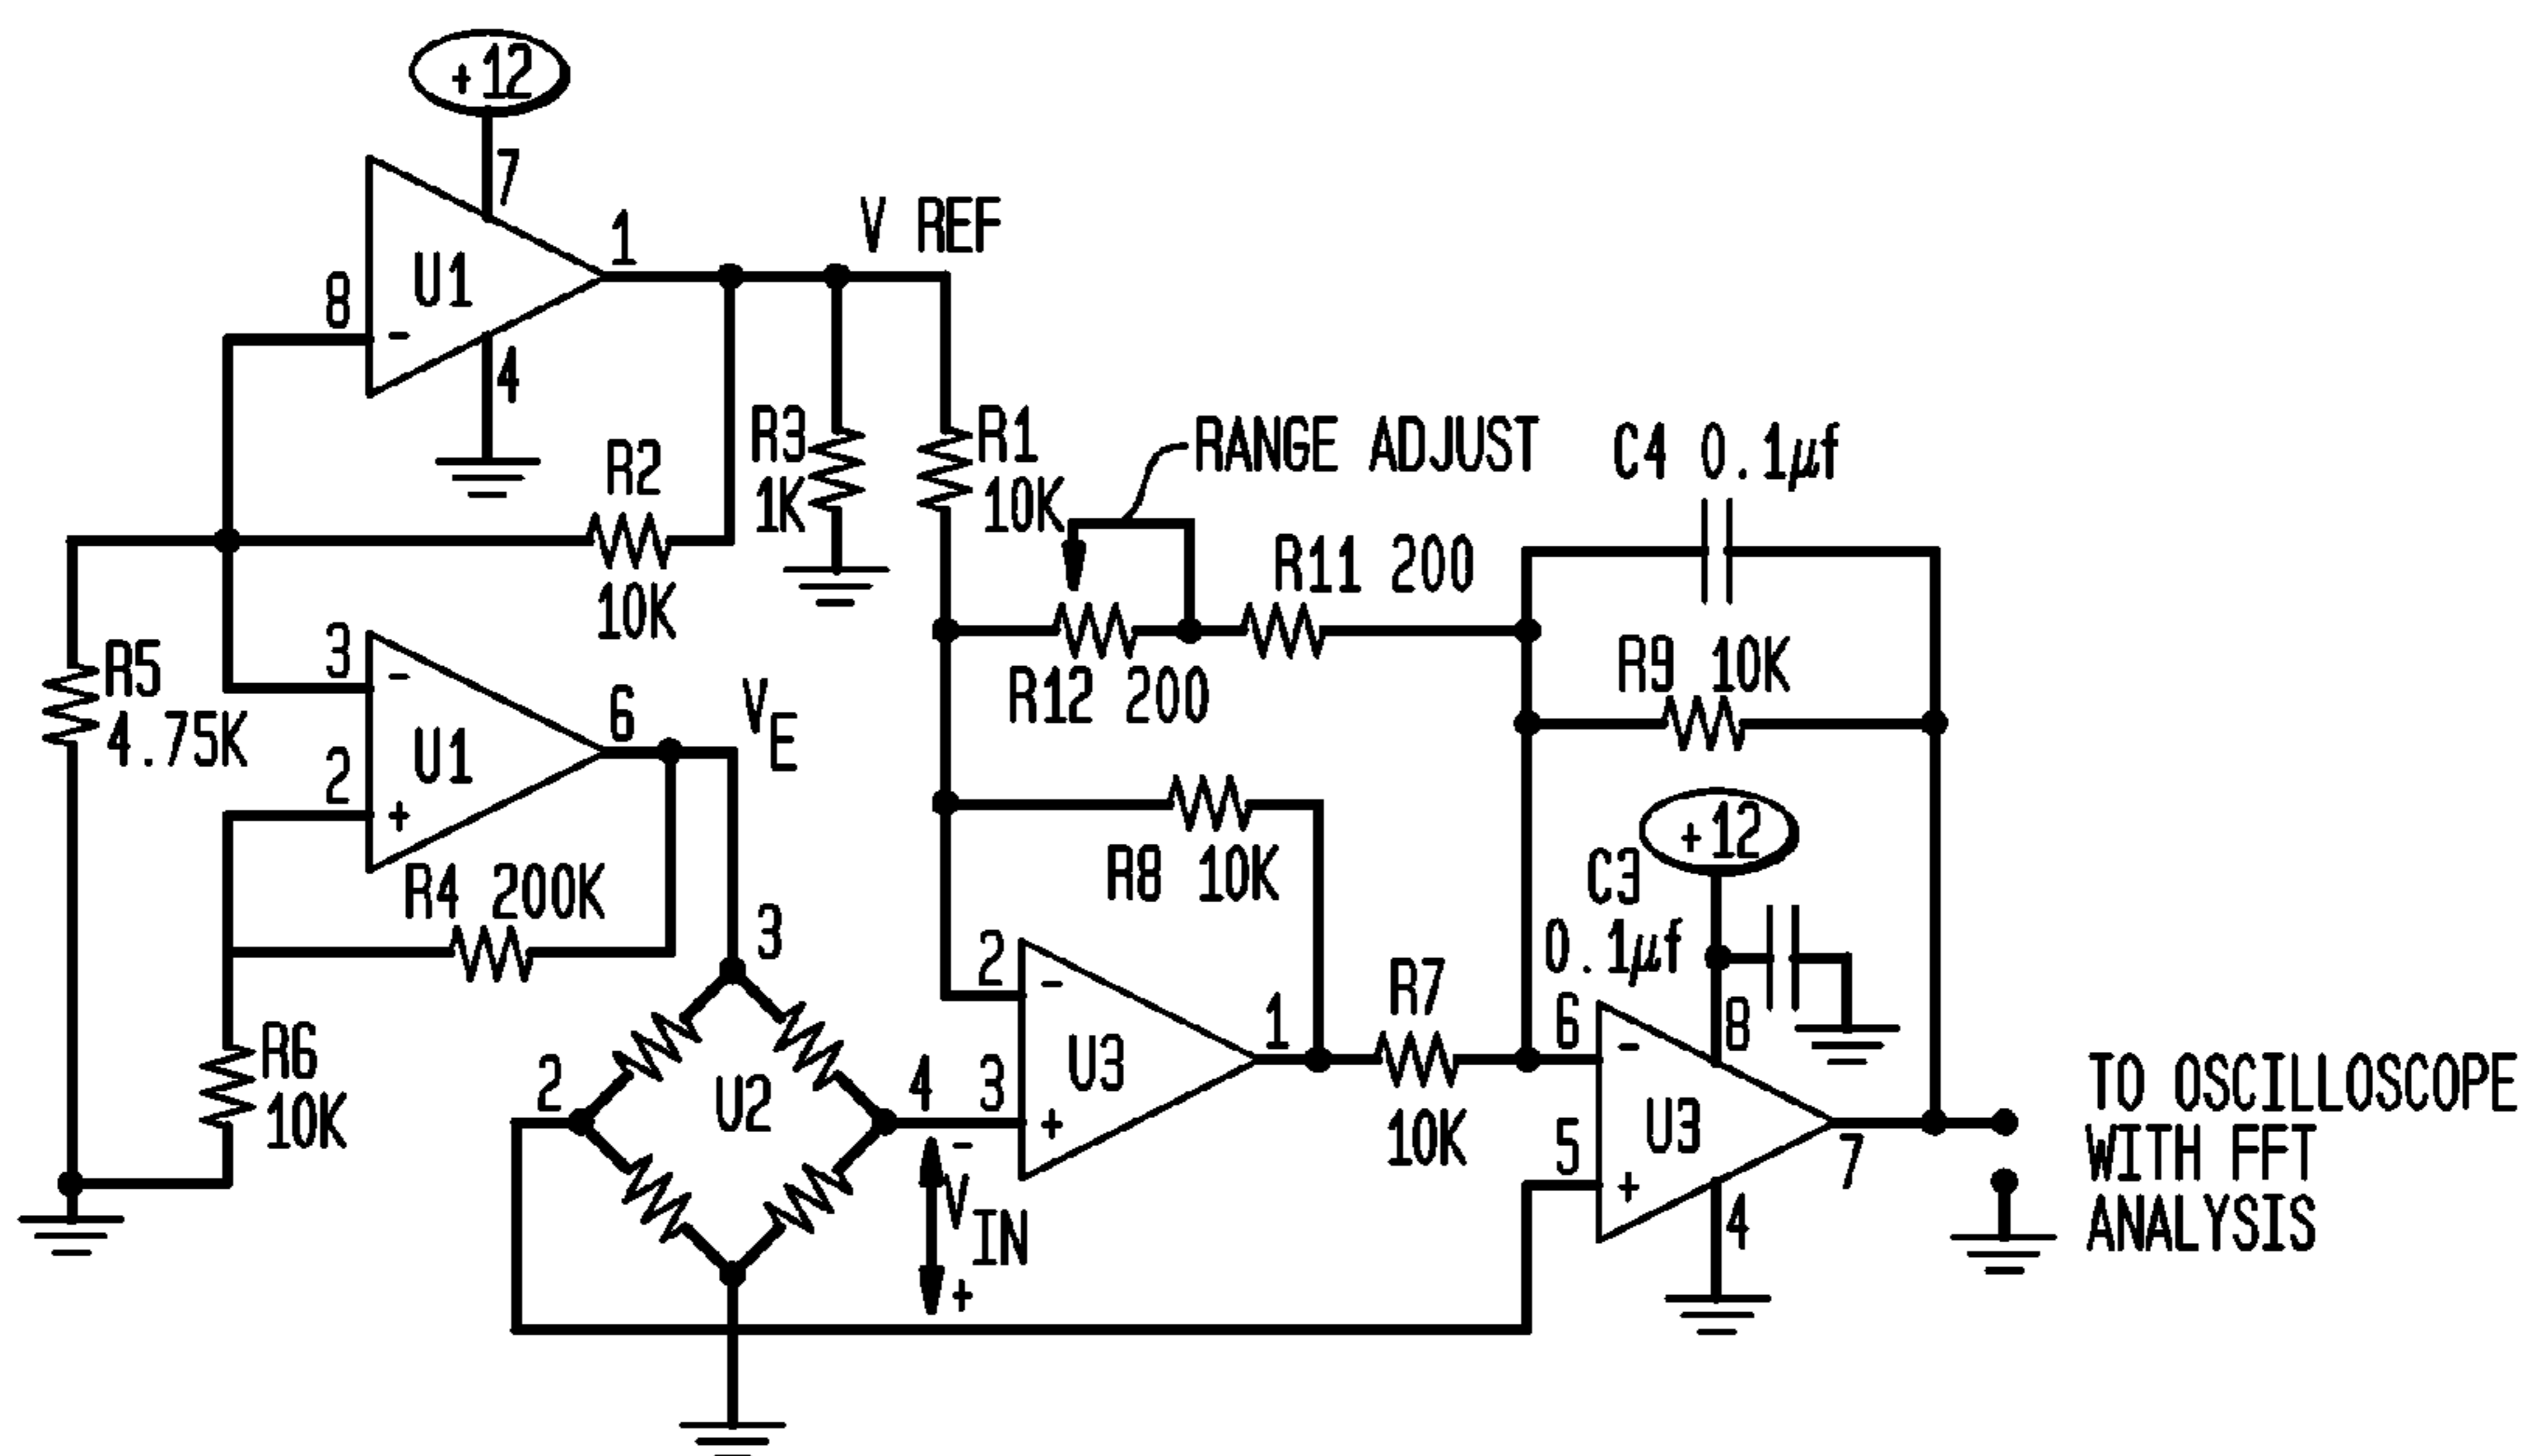 +12
7
1
V REF
8
U1
-
4
R2
10K
R3
1K
R1
10K
RANGE ADJUST
C4 0.1µf
R11 200
R12 200
R9 10K
R5
4.75K
3
-
U1
2
+
6
VE
R4 200K
R8 10K
+12
C3
0.1µf
8
R6
10K
3
2
U2
4
-
VIN
+
2
-
3
+
U3
1
R7
10K
6
-
5
+
U3
7
4
TO OSCILLOSCOPE
WITH FFT
ANALYSIS